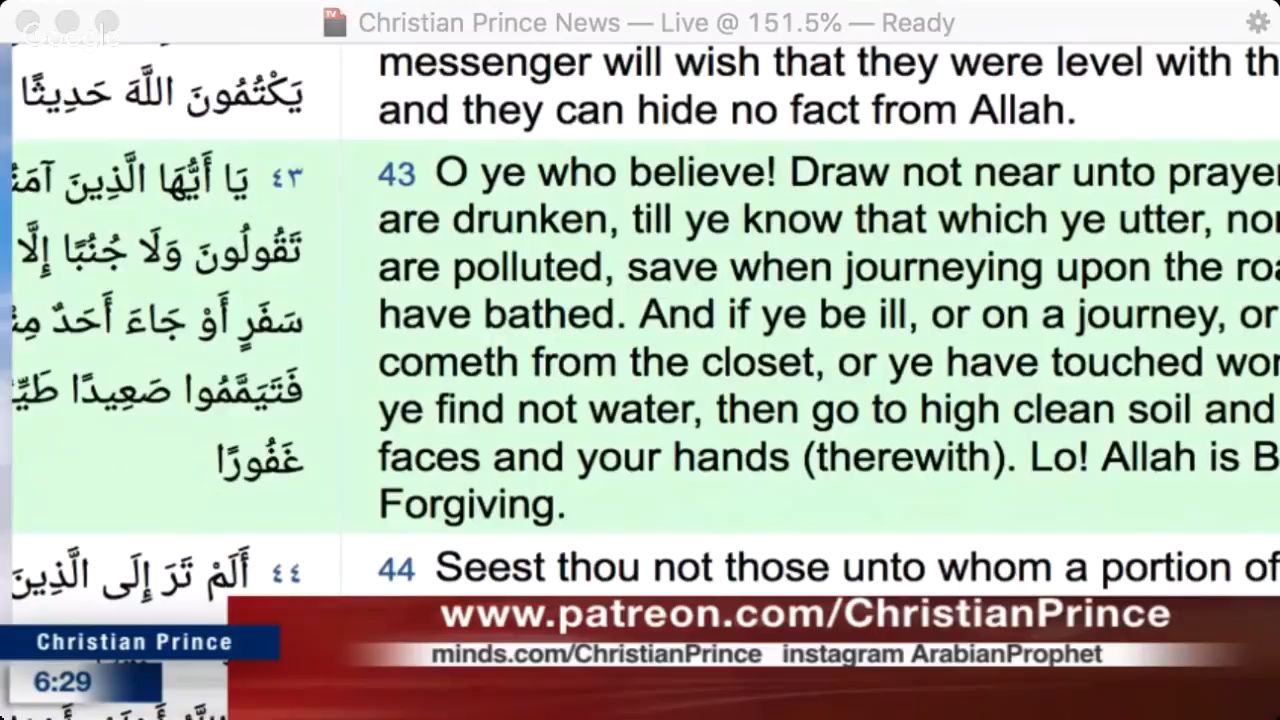 Christian Prince News — Live @ 151.5% — Ready
Google
يَكْتُمُونَ اللَّهَ حَدِيثًا
messenger will wish that they were level with th
and they can hide no fact from Allah.
٤٣ يَا أَيُّهَا الَّذِينَ
تَقُولُونَ وَلَا جُنُبًا إِلَّا
سَفَرٍ أَوْ جَاءَ أَحَدٌ
فَتَيَمَّمُوا صَعِيدًا
غَفُورًا
43 O ye who believe! Draw not near unto prayer
are drunken, till ye know that which ye utter, nor
are polluted, save when journeying upon the roa
have bathed. And if ye be ill, or on a journey, or
cometh from the closet, or ye have touched wor
ye find not water, then go to high clean soil and
faces and your hands (therewith). Lo! Allah is B
Forgiving.
٤٤ أَلَمْ تَرَ إِلَى الَّذِينَ
44 Seest thou not those unto whom a portion of
www.patreon.com/ChristianPrince
Christian Prince
minds.com/ChristianPrince instagram ArabianProphet
6:29